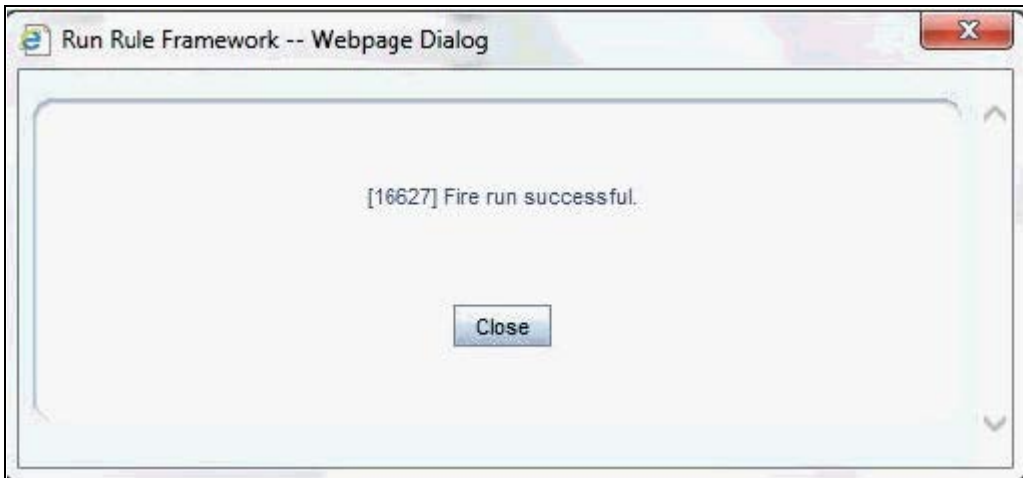 Run Rule Framework -- Webpage Dialog
[16627] Fire run successful.
Close